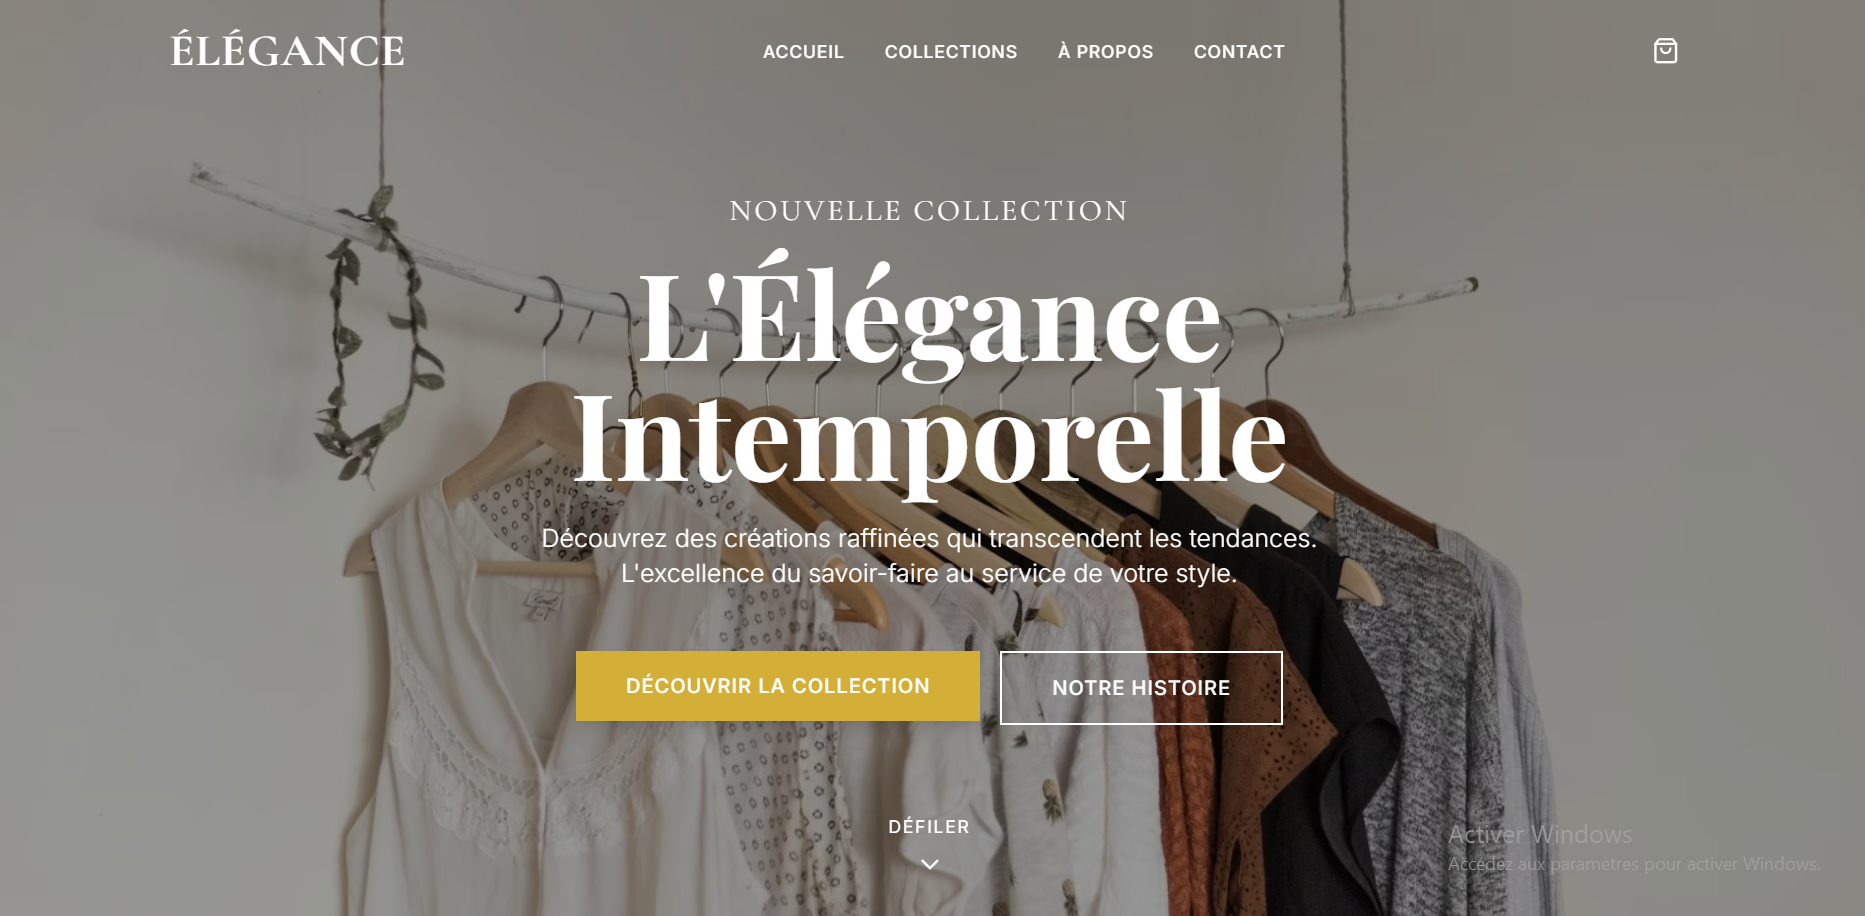 ÉLÉGANCE
ACCUEIL COLLECTIONS À PROPOS CONTACT
NOUVELLE COLLECTION
L'Élégance
Intemporelle
Découvrez des créations raffinées qui transcendent les tendances.
L'excellence du savoir-faire au service de votre style.
DÉCOUVRIR LA COLLECTION
NOTRE HISTOIRE
DÉFILER
Activer Windows
Accédez aux paramètres pour activer Windows.